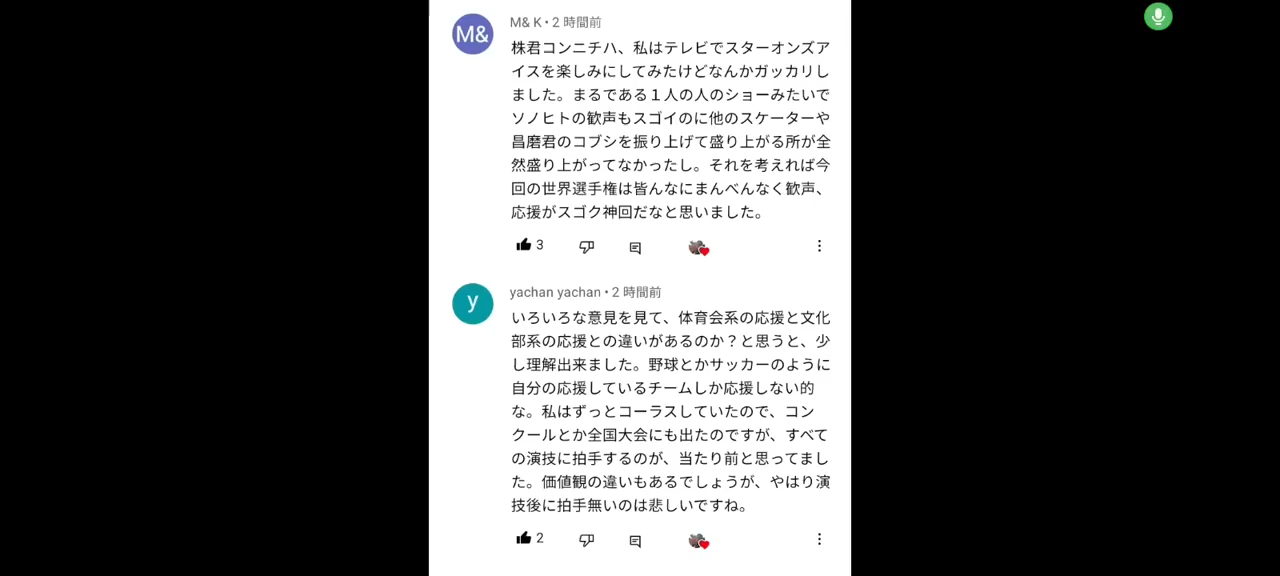 M& K • 2 時間前
M&
株君コンニチハ、私はテレビでスターオンズア
イスを楽しみにしてみたけどなんかガッカリし
ました。まるである１人の人のショーみたいで
ソノヒトの歓声もスゴイのに他のスケーターや
昌磨君のコブシを振り上げて盛り上がる所が全
然盛り上がってなかったし。それを考えれば今
回の世界選手権は皆んなにまんべんなく歓声、
応援がスゴク神回だなと思いました。
3
yachan yachan • 2 時間前
y
いろいろな意見を見て、体育会系の応援と文化
部系の応援との違いがあるのか？と思うと、少
し理解出来ました。野球とかサッカーのように
自分の応援しているチームしか応援しない的
な。私はずっとコーラスしていたので、コン
クールとか全国大会にも出たのですが、すべて
の演技に拍手するのが、当たり前と思ってまし
た。価値観の違いもあるでしょうが、やはり演
技後に拍手無いのは悲しいですね。
2